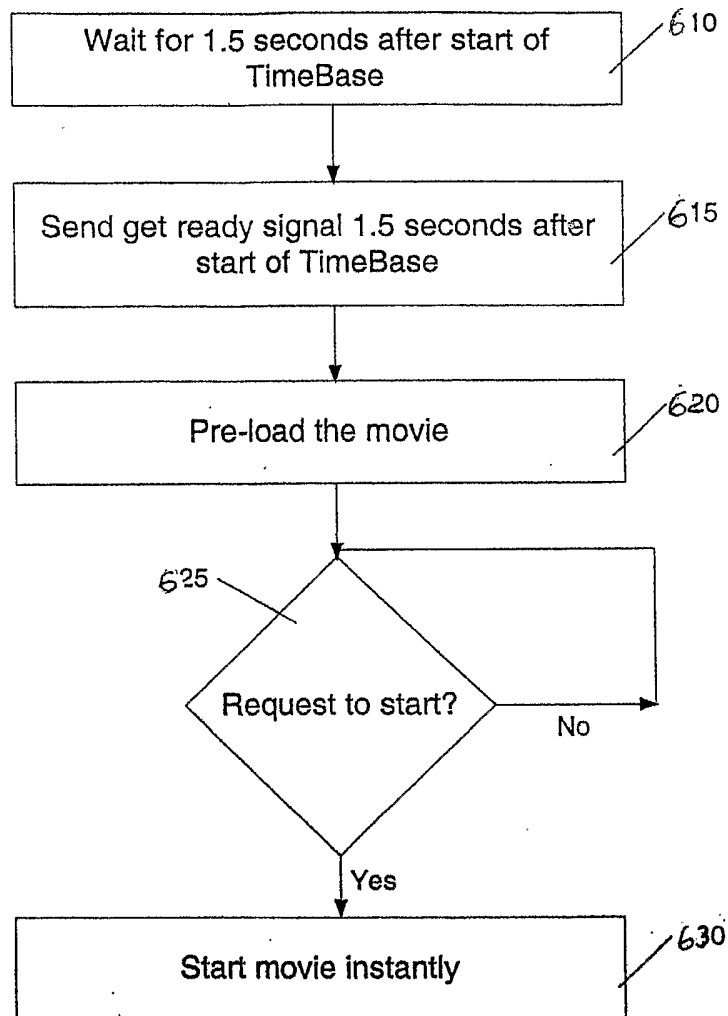 Wait for 1.5 seconds after start of
TimeBase
610
Send get ready signal 1.5 seconds after
start of TimeBase
615
Pre-load the movie
620
625
Request to start?
No
Yes
Start movie instantly
630